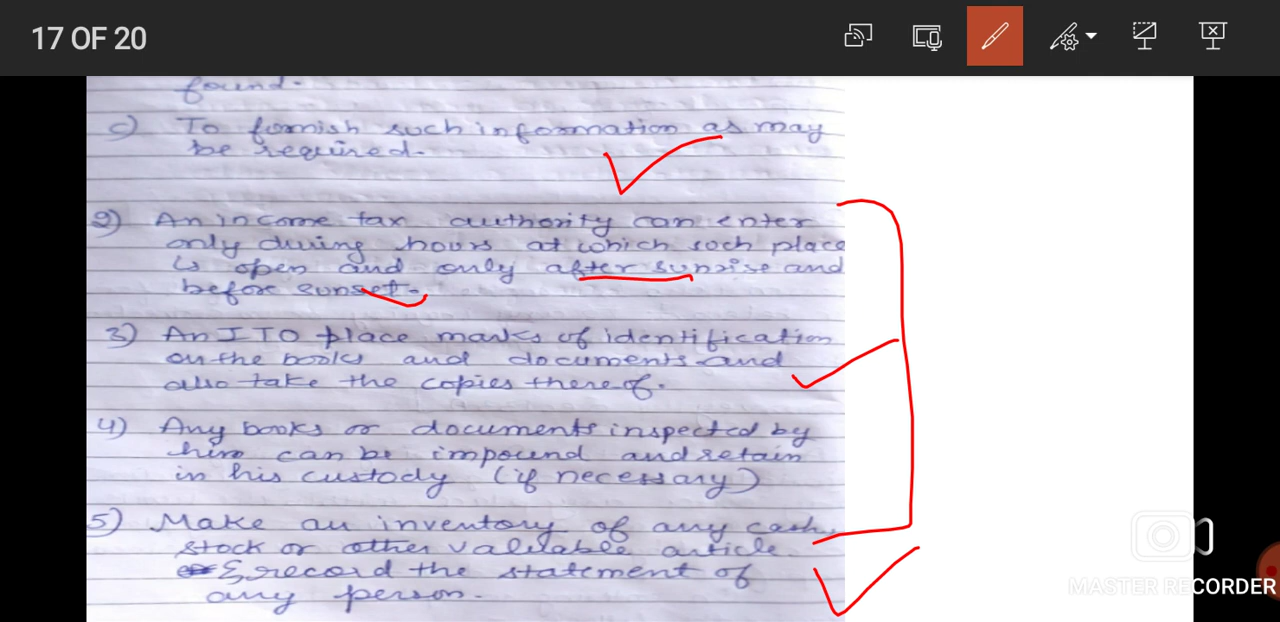 17 OF 20
found.
c) To furnish such information as may
be required.
2) An income tax authority can enter
only during hours at which such place
is open and only after sunrise and
before sunset.
3) An ITO place marks of identification
on the books and documents and
also take the copies thereof.
4) Any books or documents inspected by
him can be impound and retain
in his custody (if necessary)
5) Make an inventory of any cash,
stock or other valuable article
& record the statement of
any person.
MASTER RECORDER